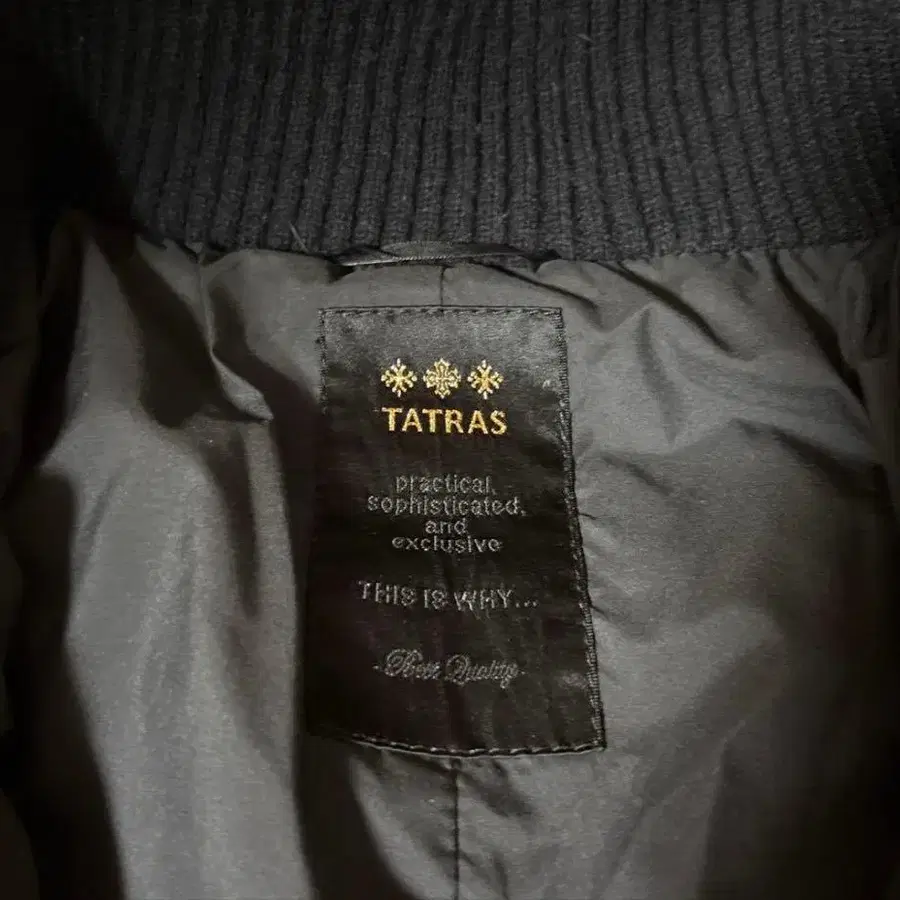 TATRAS
practical,
sophisticated,
and
exclusive
THIS IS WHY...
Best Quality